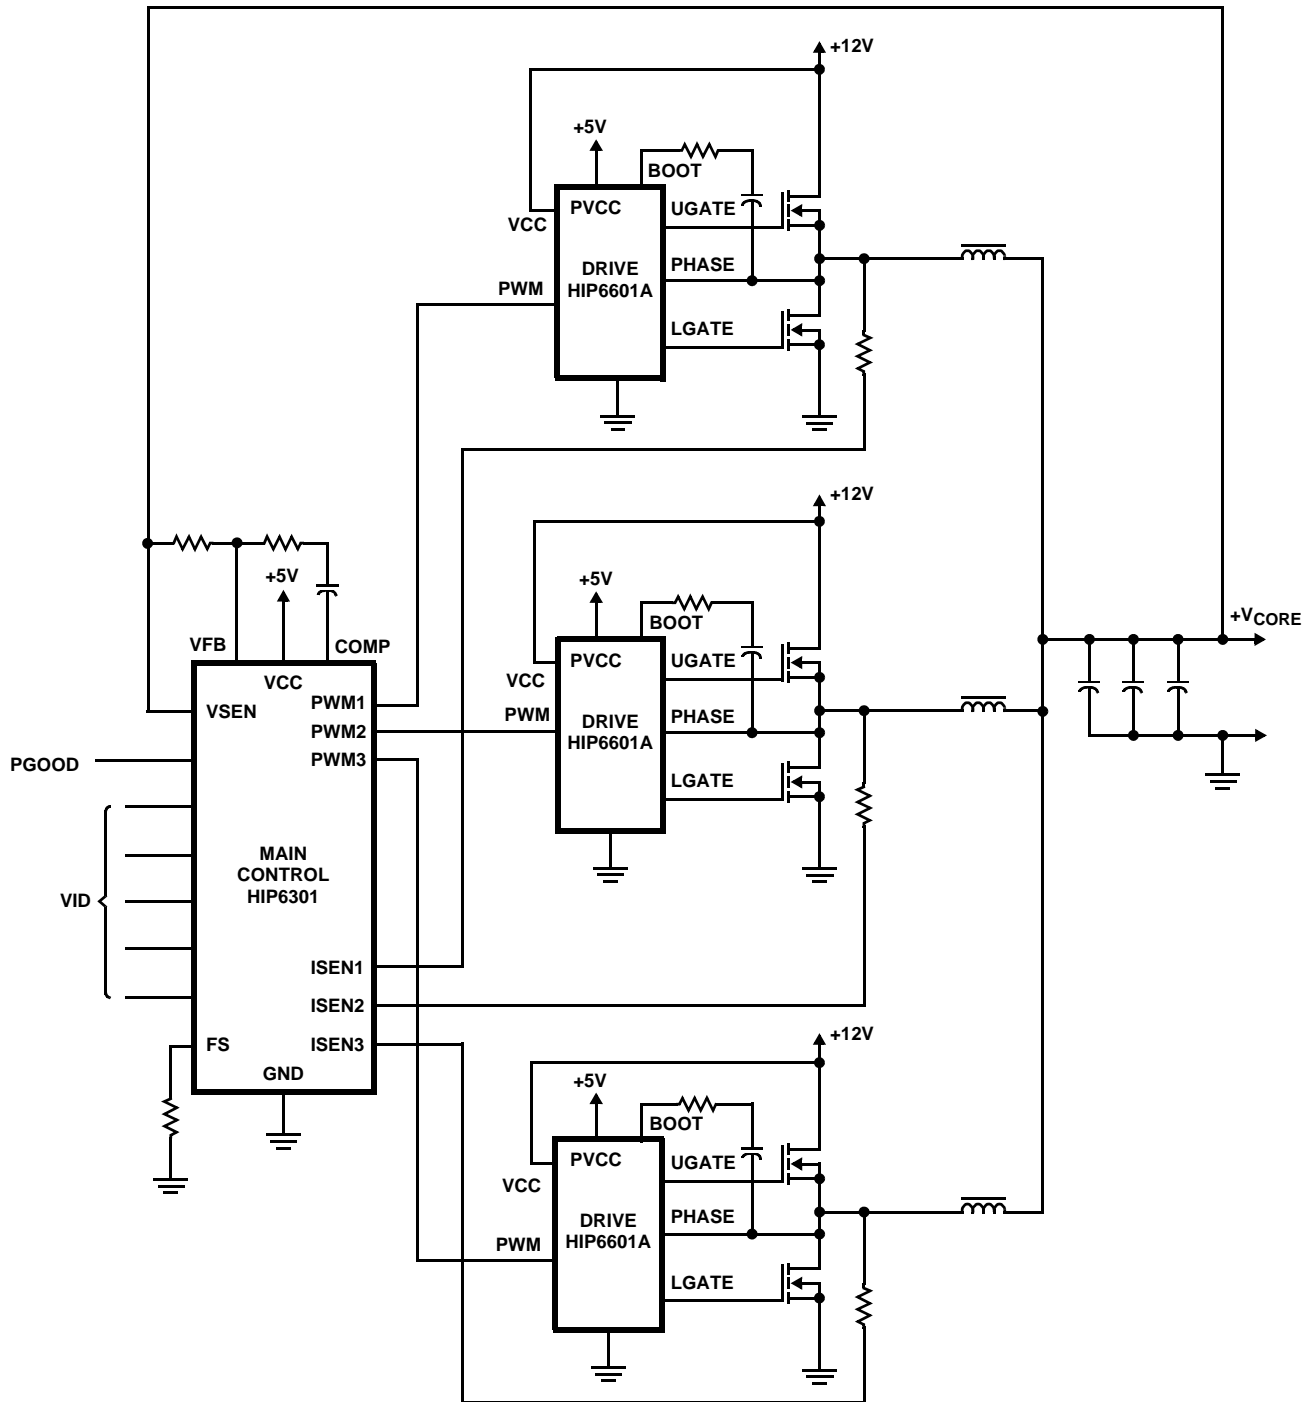 +12V
+5V
BOOT
PVCC
UGATE
VCC
DRIVE
HIP6601A
PHASE
PWM
LGATE
+12V
+5V
BOOT
PVCC
UGATE
VCC
DRIVE
HIP6601A
PHASE
PWM
LGATE
+5V
VFB
COMP
VCC
VSEN
PWM1
PWM2
PWM3
PGOOD
MAIN
CONTROL
HIP6301
VID
ISEN1
ISEN2
ISEN3
FS
GND
+VCORE
+12V
+5V
BOOT
PVCC
UGATE
VCC
DRIVE
HIP6601A
PHASE
PWM
LGATE